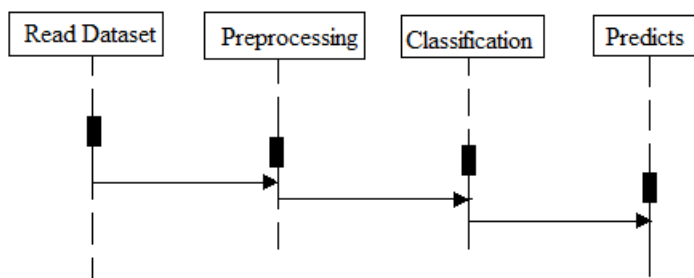 Read Dataset
Preprocessing
Classification
Predicts